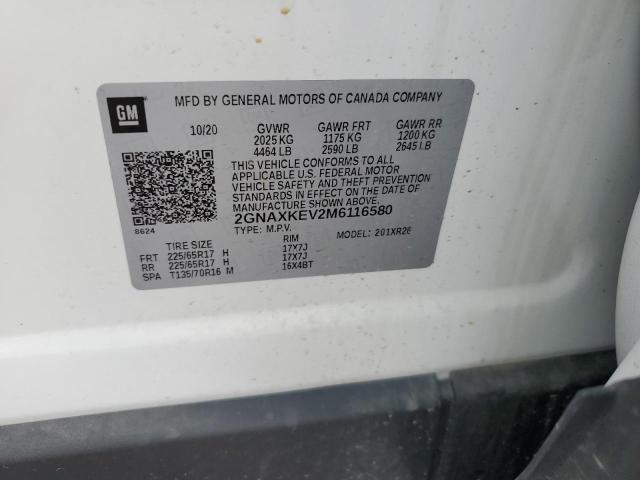 GM
MFD BY GENERAL MOTORS OF CANADA COMPANY
10/20 GVWR GAWR FRT GAWR RR
2025 KG 1175 KG 1200 KG
4464 LB 2590 LB 2645 LB
THIS VEHICLE CONFORMS TO ALL
APPLICABLE U.S. FEDERAL MOTOR
VEHICLE SAFETY AND THEFT PREVENTION
STANDARDS IN EFFECT ON THE DATE OF
MANUFACTURE SHOWN ABOVE.
2GNAXKEV2M6116580
8624
TYPE: M.P.V. MODEL: 201XR26
TIRE SIZE RIM
FRT 225/65R17 H 17X7J
RR 225/65R17 H 17X7J
SPA T135/70R16 M 16X4BT